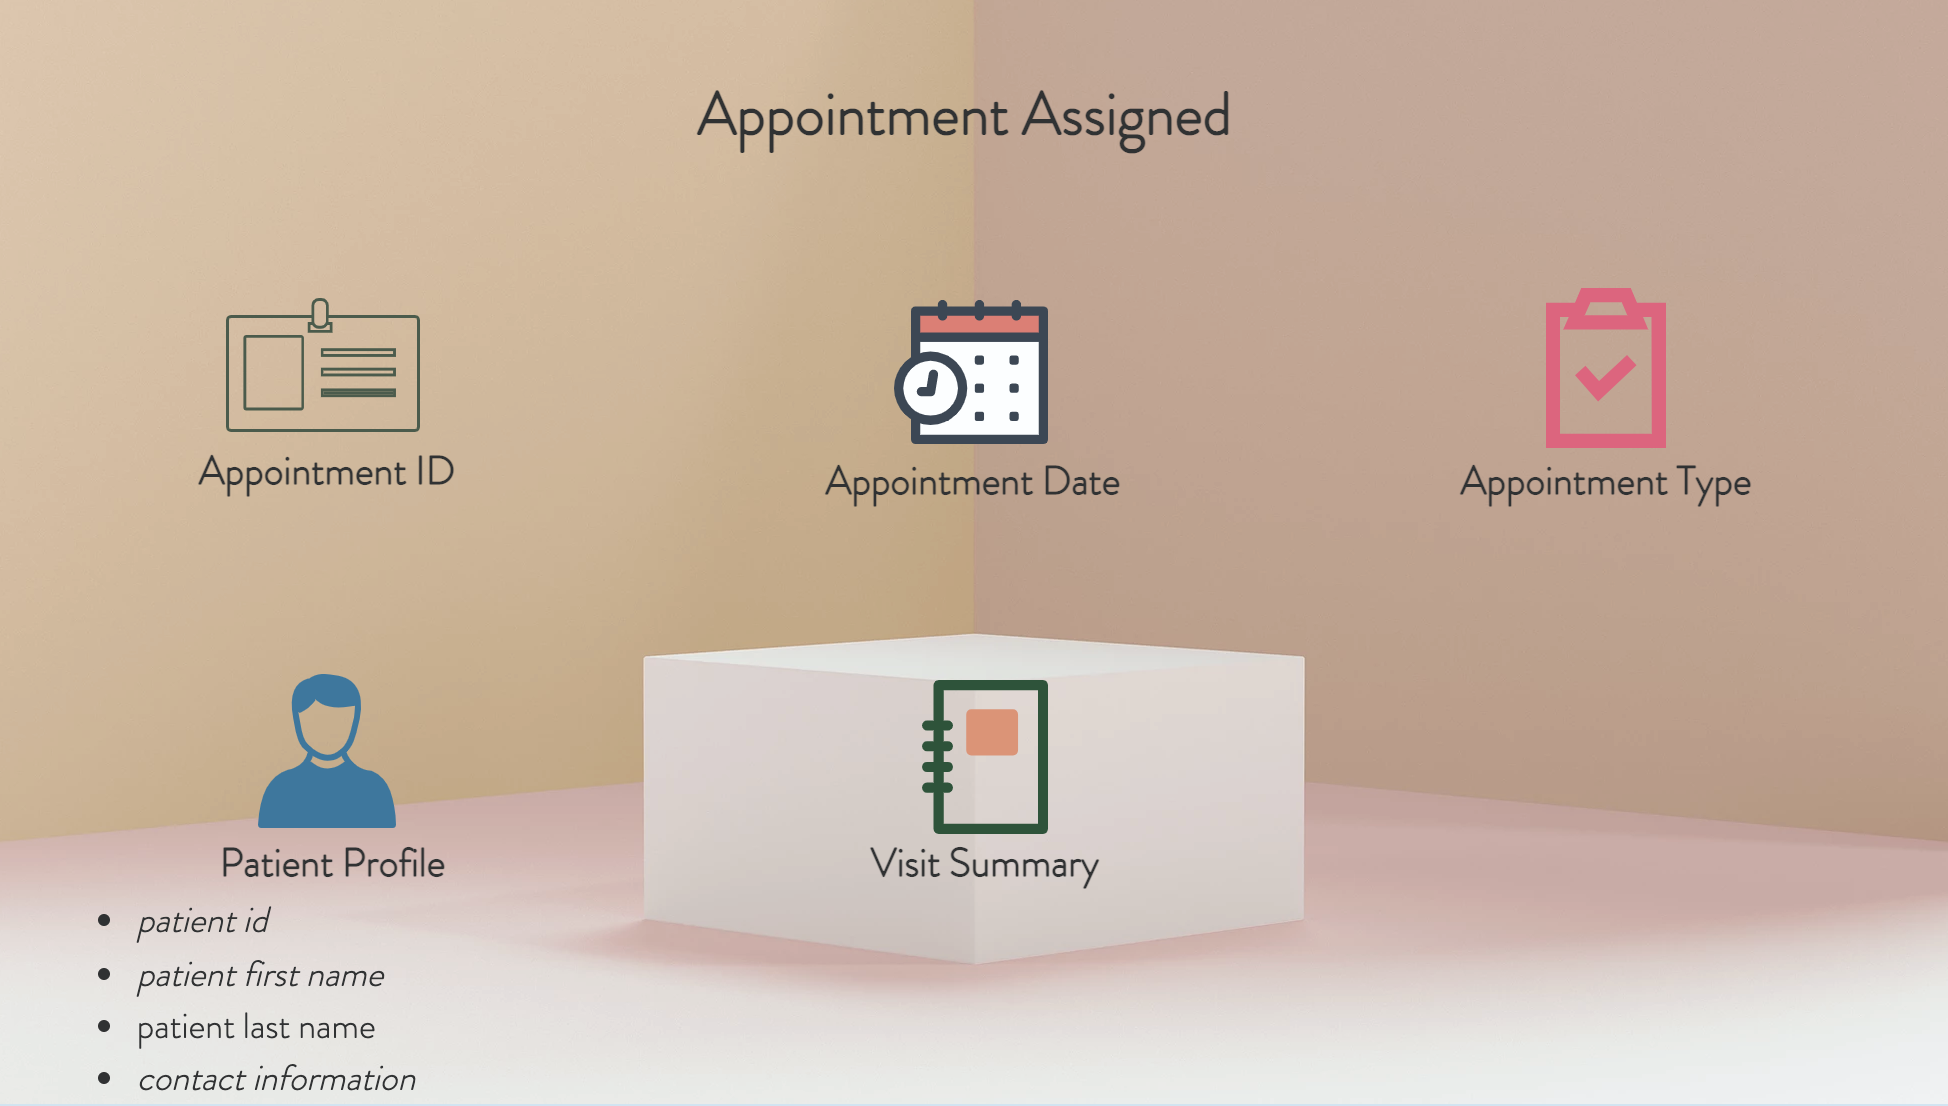 Appointment Assigned
Appointment ID
Appointment Date
Appointment Type
Patient Profile
Visit Summary
patient id
patient first name
patient last name
contact information